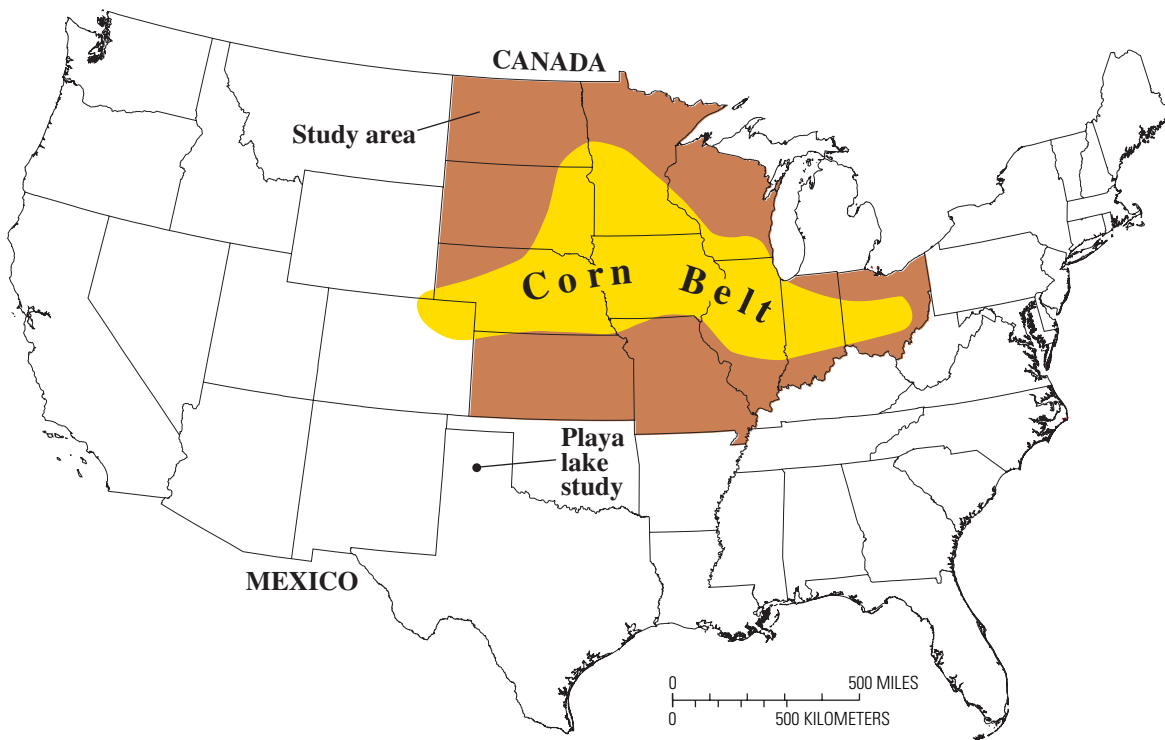 CANADA
Study area
Corn Belt
Playa
lake
study
MEXICO
0 500 MILES
0 500 KILOMETERS